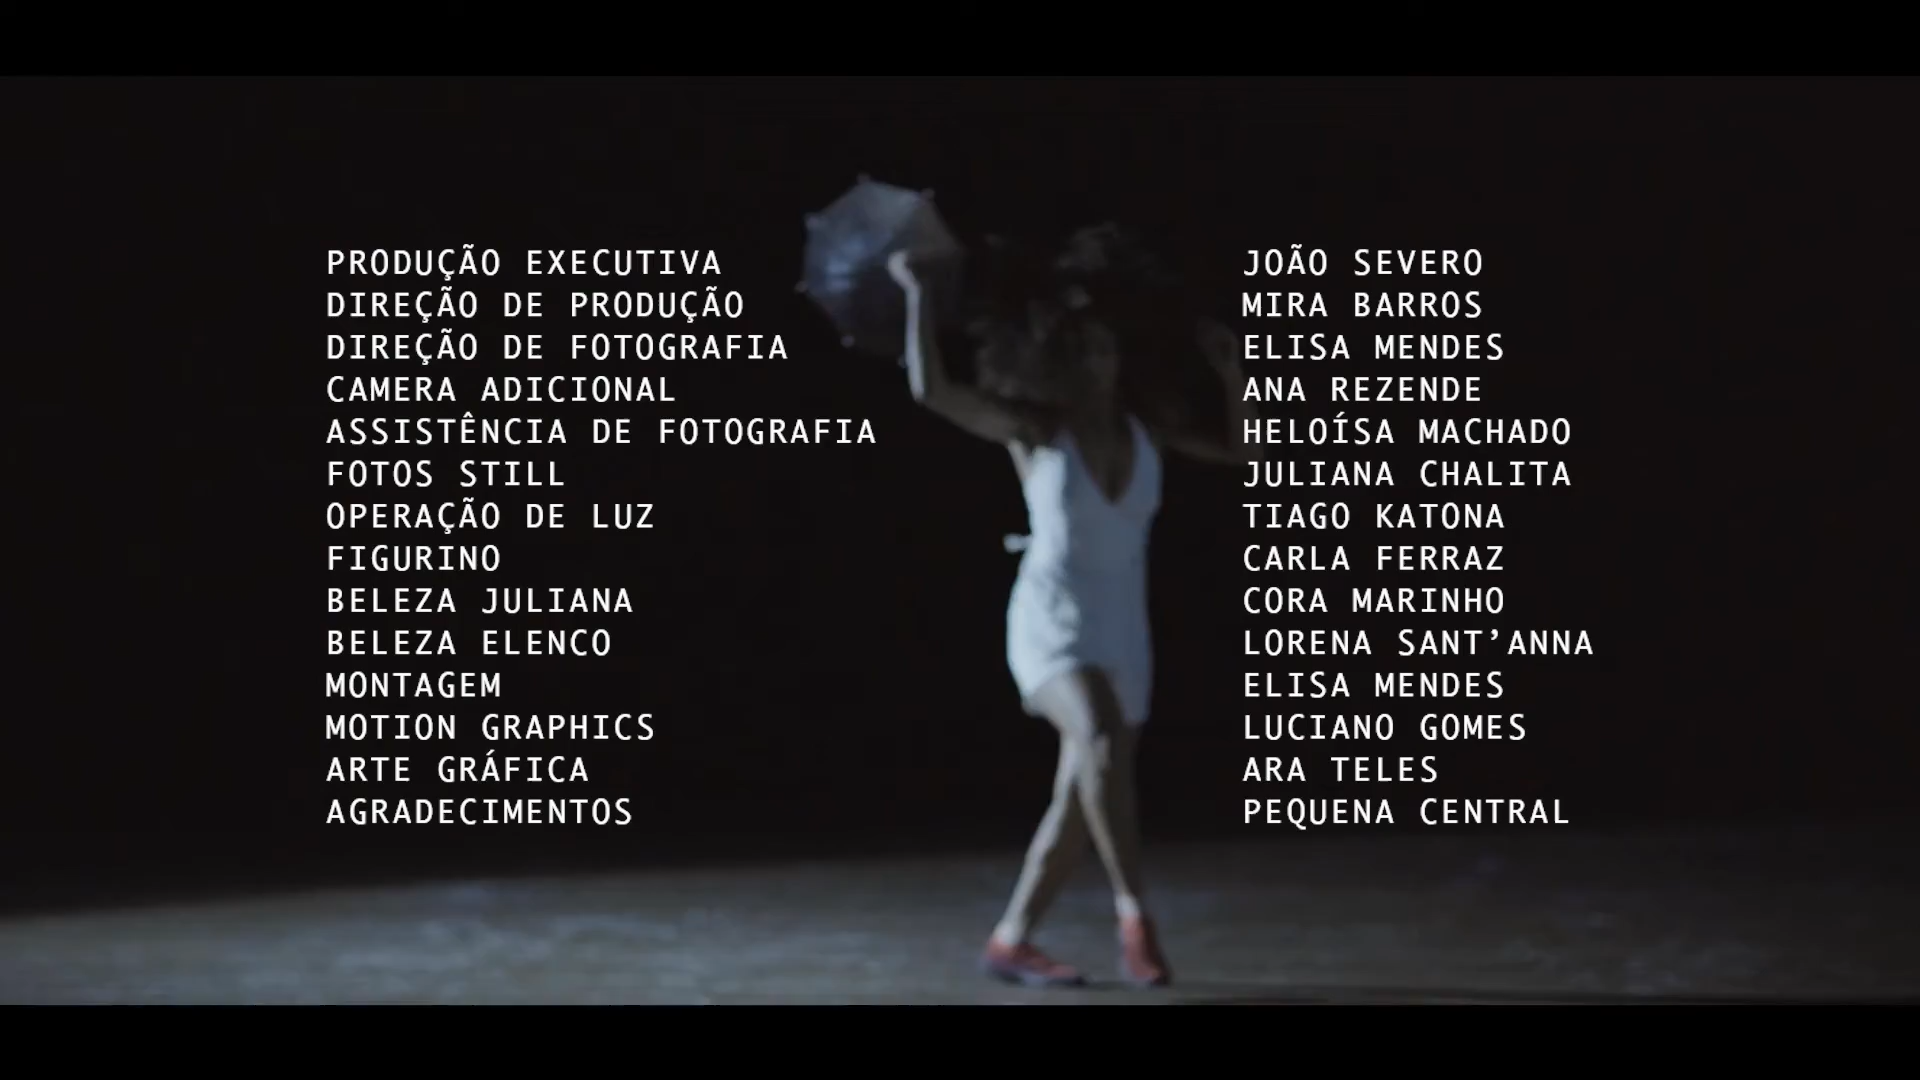 PRODUÇÃO EXECUTIVA JOÃO SEVERO
DIREÇÃO DE PRODUÇÃO MIRA BARROS
DIREÇÃO DE FOTOGRAFIA ELISA MENDES
CAMERA ADICIONAL ANA REZENDE
ASSISTÊNCIA DE FOTOGRAFIA HELOÍSA MACHADO
FOTOS STILL JULIANA CHALITA
OPERAÇÃO DE LUZ TIAGO KATONA
FIGURINO CARLA FERRAZ
BELEZA JULIANA CORA MARINHO
BELEZA ELENCO LORENA SANT’ANNA
MONTAGEM ELISA MENDES
MOTION GRAPHICS LUCIANO GOMES
ARTE GRÁFICA ARA TELES
AGRADECIMENTOS PEQUENA CENTRAL